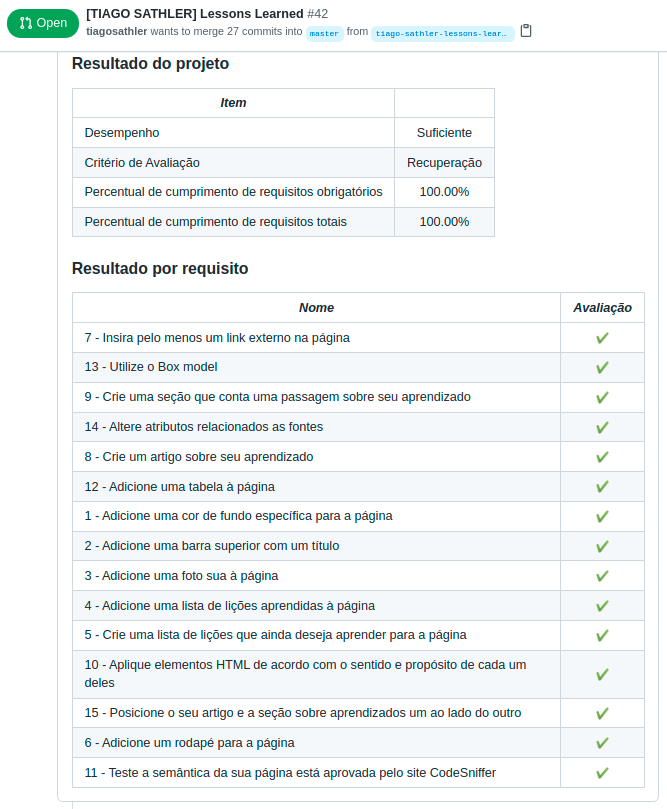 Open
[TIAGO SATHLER] Lessons Learned #42
tiagosathler wants to merge 27 commits into master from tiago-sathler-lessons-lear…
Resultado do projeto
Item
Desempenho Suficiente
Critério de Avaliação Recuperação
Percentual de cumprimento de requisitos obrigatórios 100.00%
Percentual de cumprimento de requisitos totais 100.00%
Resultado por requisito
Nome Avaliação
7 - Insira pelo menos um link externo na página ✔
13 - Utilize o Box model ✔
9 - Crie uma seção que conta uma passagem sobre seu aprendizado ✔
14 - Altere atributos relacionados as fontes ✔
8 - Crie um artigo sobre seu aprendizado ✔
12 - Adicione uma tabela à página ✔
1 - Adicione uma cor de fundo específica para a página ✔
2 - Adicione uma barra superior com um título ✔
3 - Adicione uma foto sua à página ✔
4 - Adicione uma lista de lições aprendidas à página ✔
5 - Crie uma lista de lições que ainda deseja aprender para a página ✔
10 - Aplique elementos HTML de acordo com o sentido e propósito de cada um
deles ✔
15 - Posicione o seu artigo e a seção sobre aprendizados um ao lado do outro ✔
6 - Adicione um rodapé para a página ✔
11 - Teste a semântica da sua página está aprovada pelo site CodeSniffer ✔